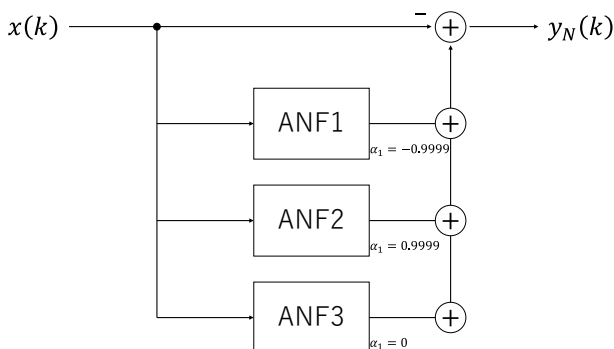 x(k)
−
+
y_N(k)
ANF1
+
α_1 = −0.9999
ANF2
+
α_1 = 0.9999
ANF3
+
α_1 = 0